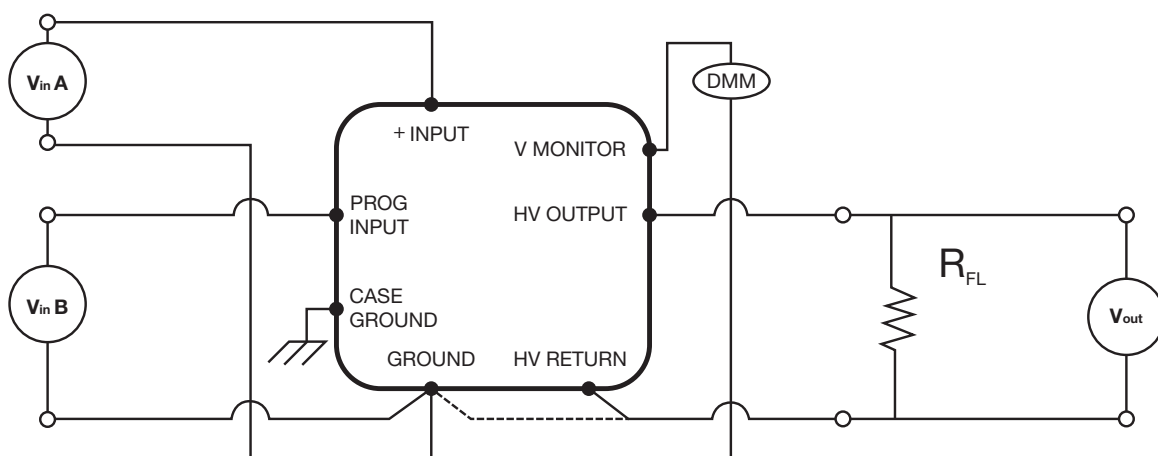 Vin A
+ INPUT
DMM
V MONITOR
PROG
INPUT
HV OUTPUT
RFL
CASE
GROUND
Vin B
Vout
GROUND
HV RETURN